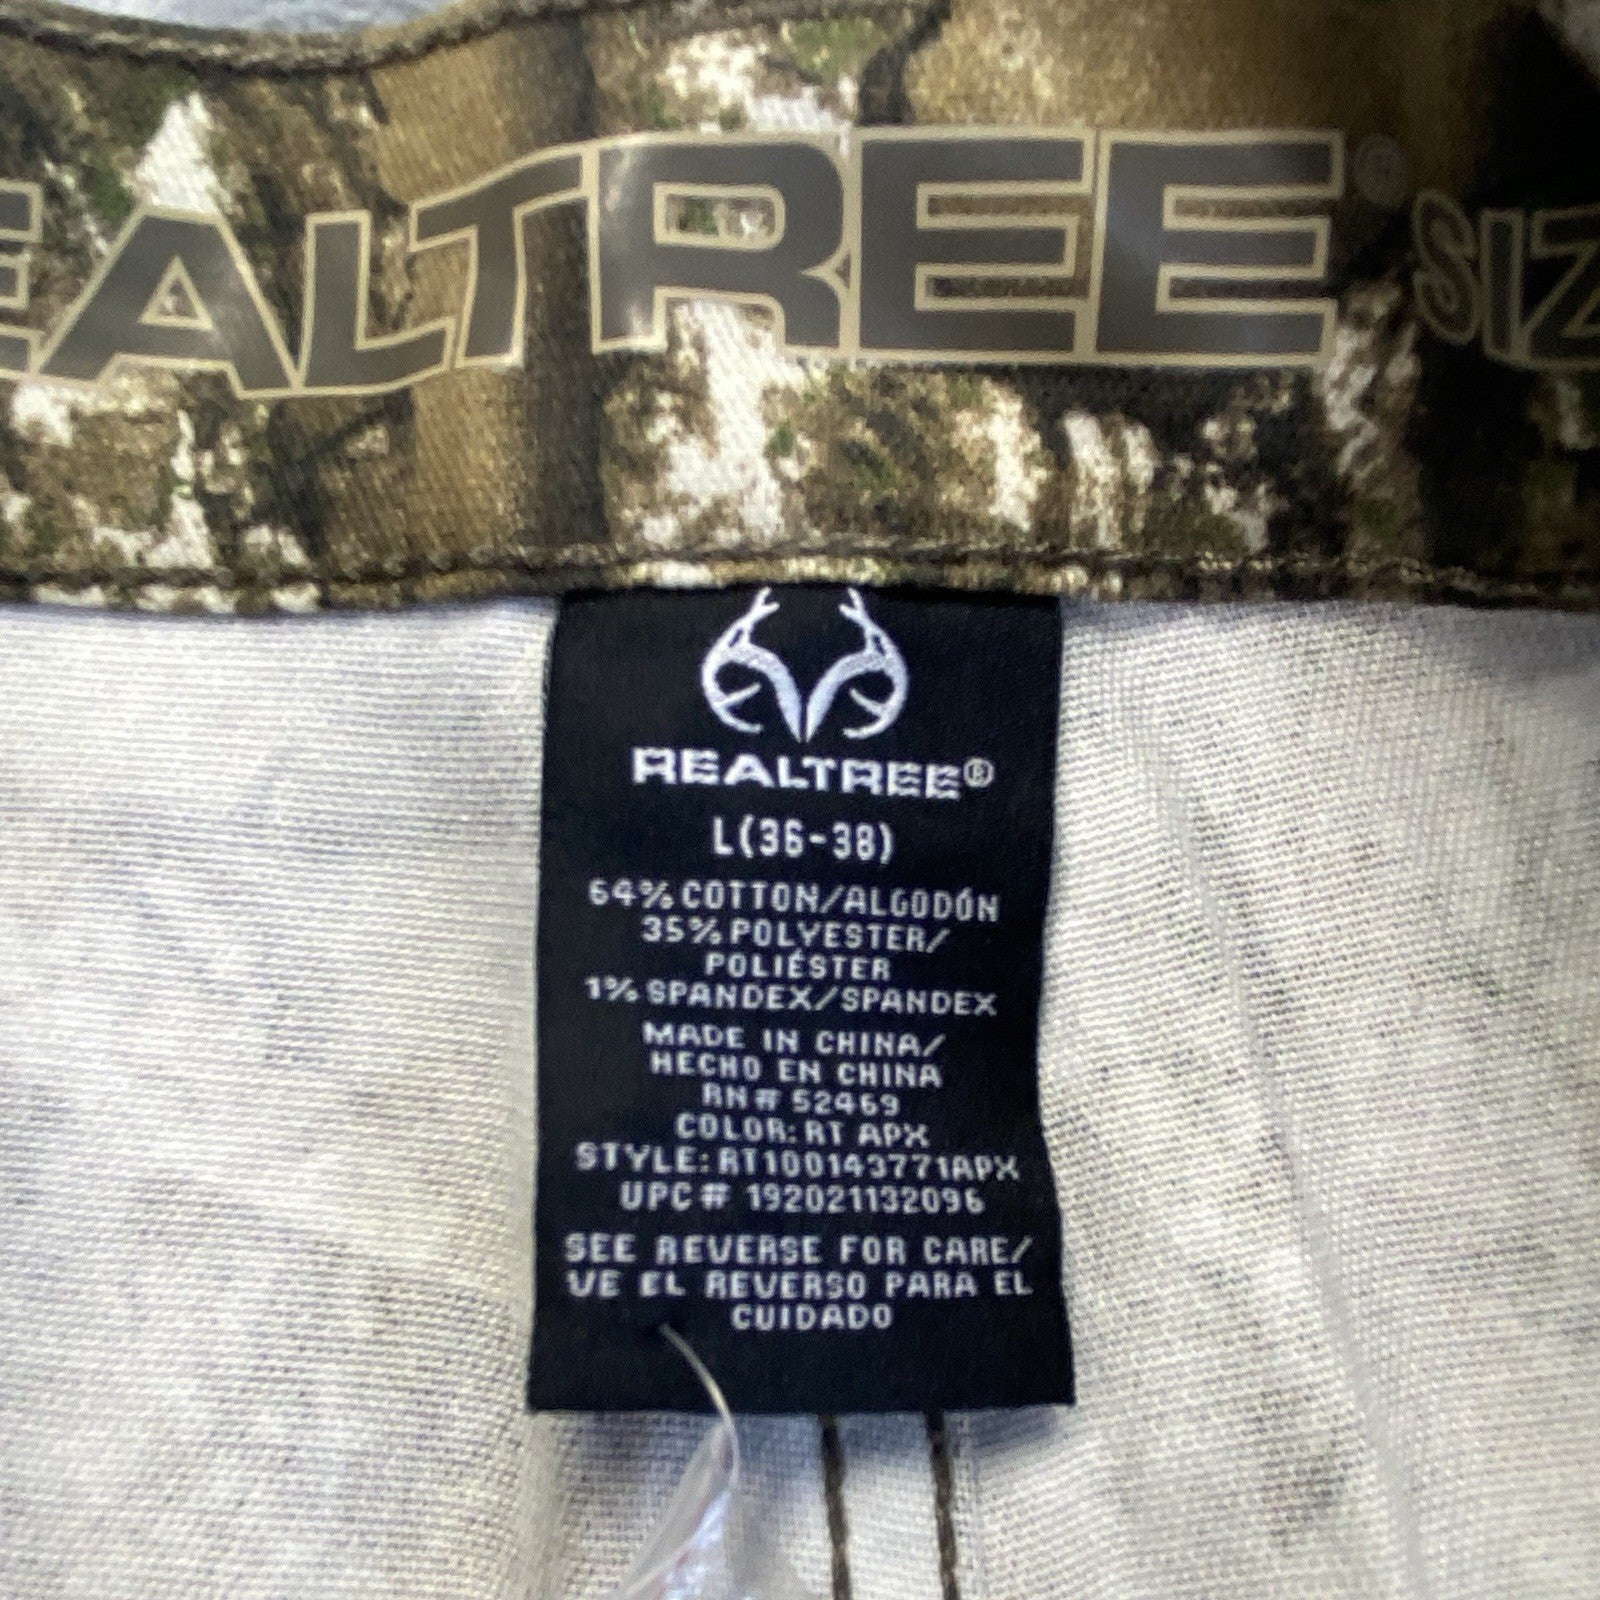 EALTREE® SIZ
REALTREE®
L(36-38)
64% COTTON/ALGODÓN
35% POLYESTER/
POLIÉSTER
1% SPANDEX/SPANDEX
MADE IN CHINA/
HECHO EN CHINA
RN# 52469
COLOR: RT APX
STYLE: RT100143771APX
UPC# 192021132096
SEE REVERSE FOR CARE/
VE EL REVERSO PARA EL
CUIDADO